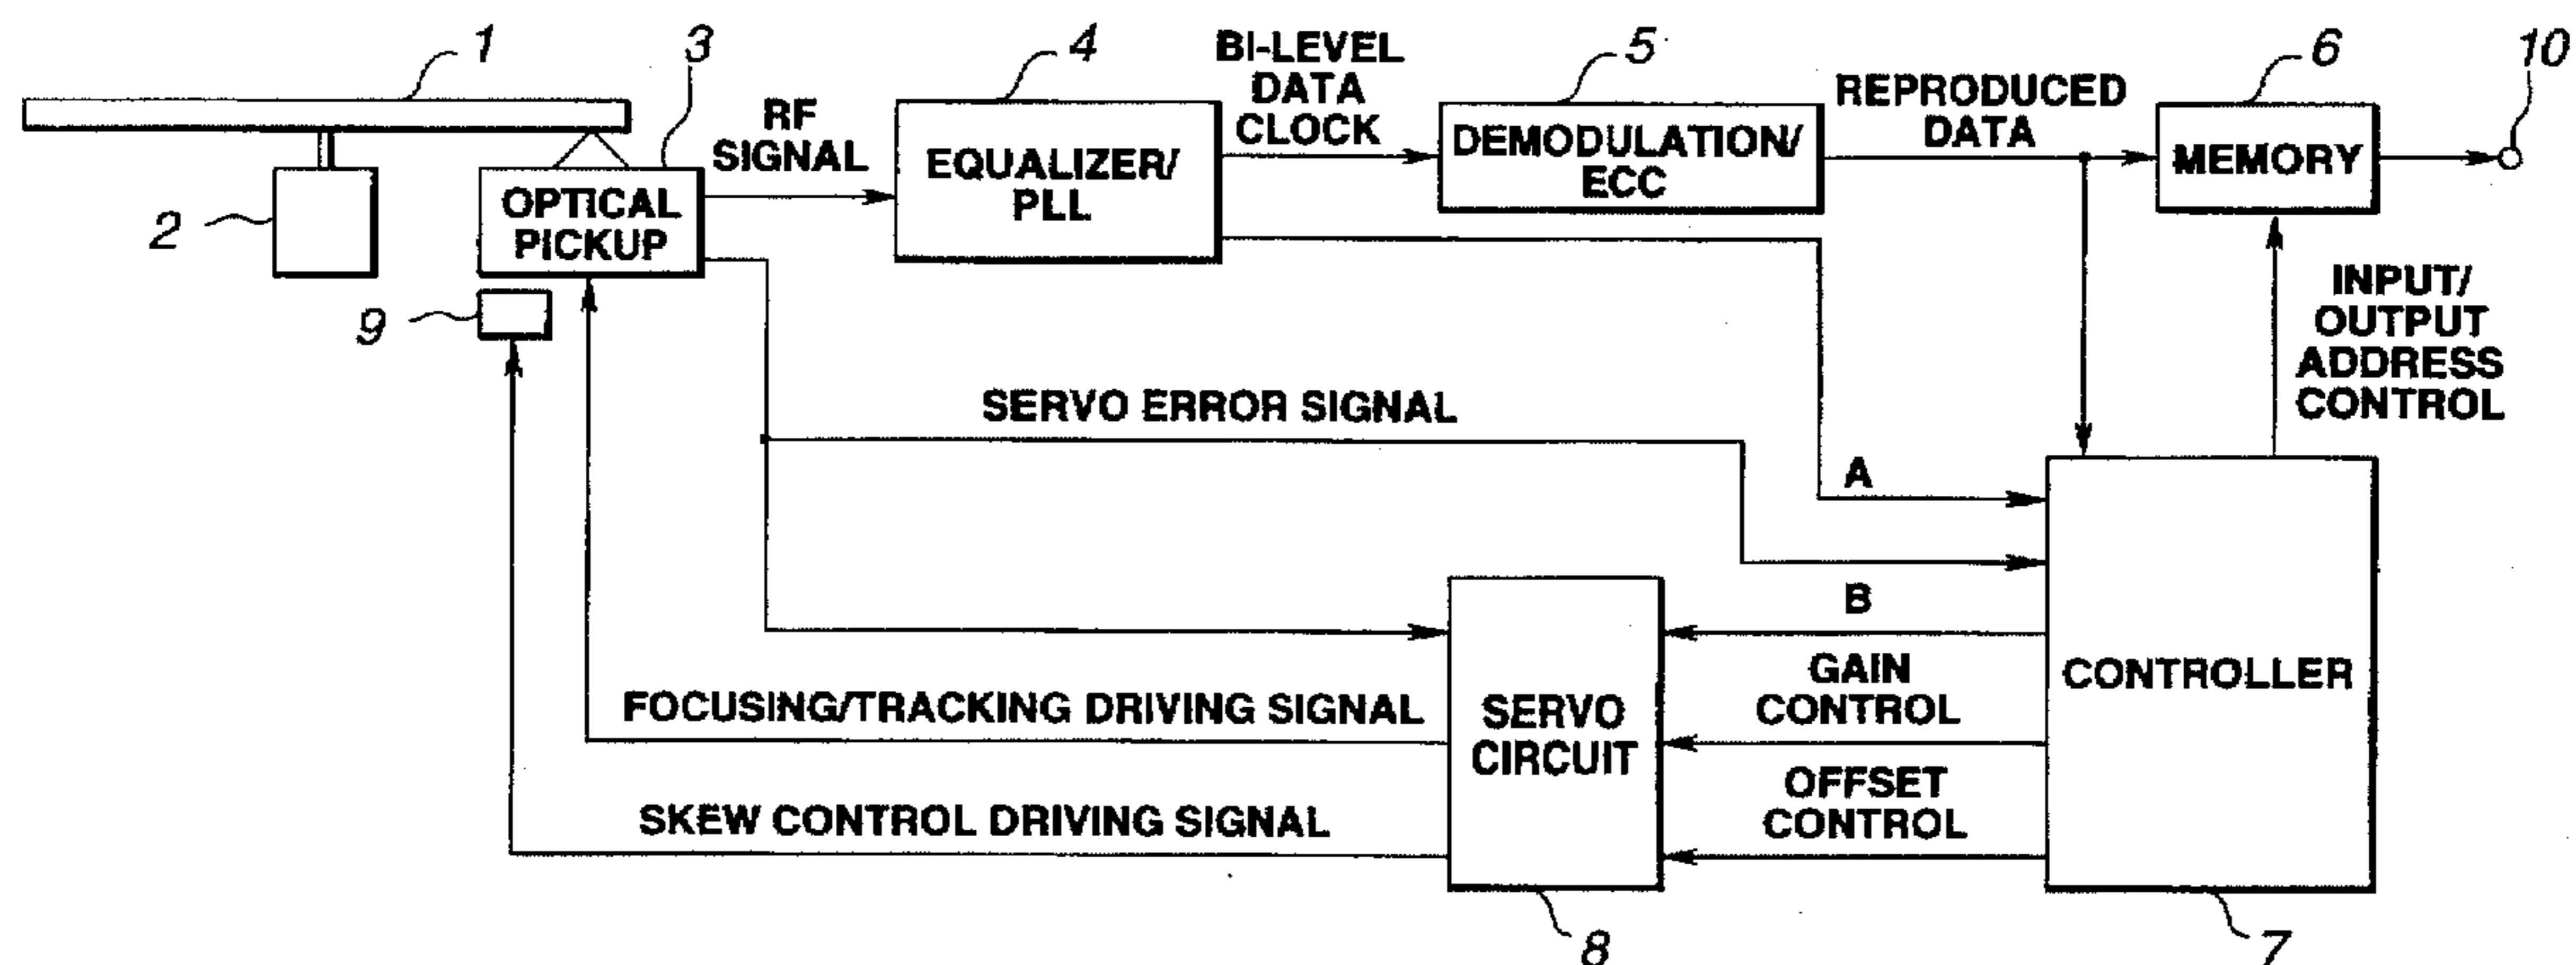 1
3
4
BI-LEVEL
DATA
CLOCK
5
REPRODUCED
DATA
6
10
RF
SIGNAL
EQUALIZER/
PLL
DEMODULATION/
ECC
MEMORY
2
OPTICAL
PICKUP
9
INPUT/
OUTPUT
ADDRESS
CONTROL
SERVO ERROR SIGNAL
A
B
GAIN
CONTROL
CONTROLLER
FOCUSING/TRACKING DRIVING SIGNAL
SERVO
CIRCUIT
OFFSET
CONTROL
SKEW CONTROL DRIVING SIGNAL
8
7